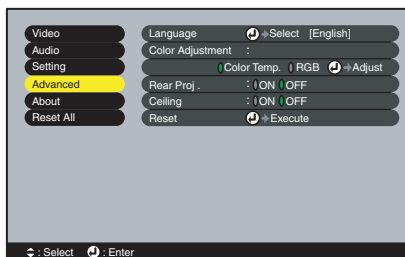 Video
Audio
Setting
Advanced
About
Reset All
Language Select [English]
Color Adjustment :
Color Temp. RGB Adjust
Rear Proj . : ON OFF
Ceiling : ON OFF
Reset Execute
: Select : Enter